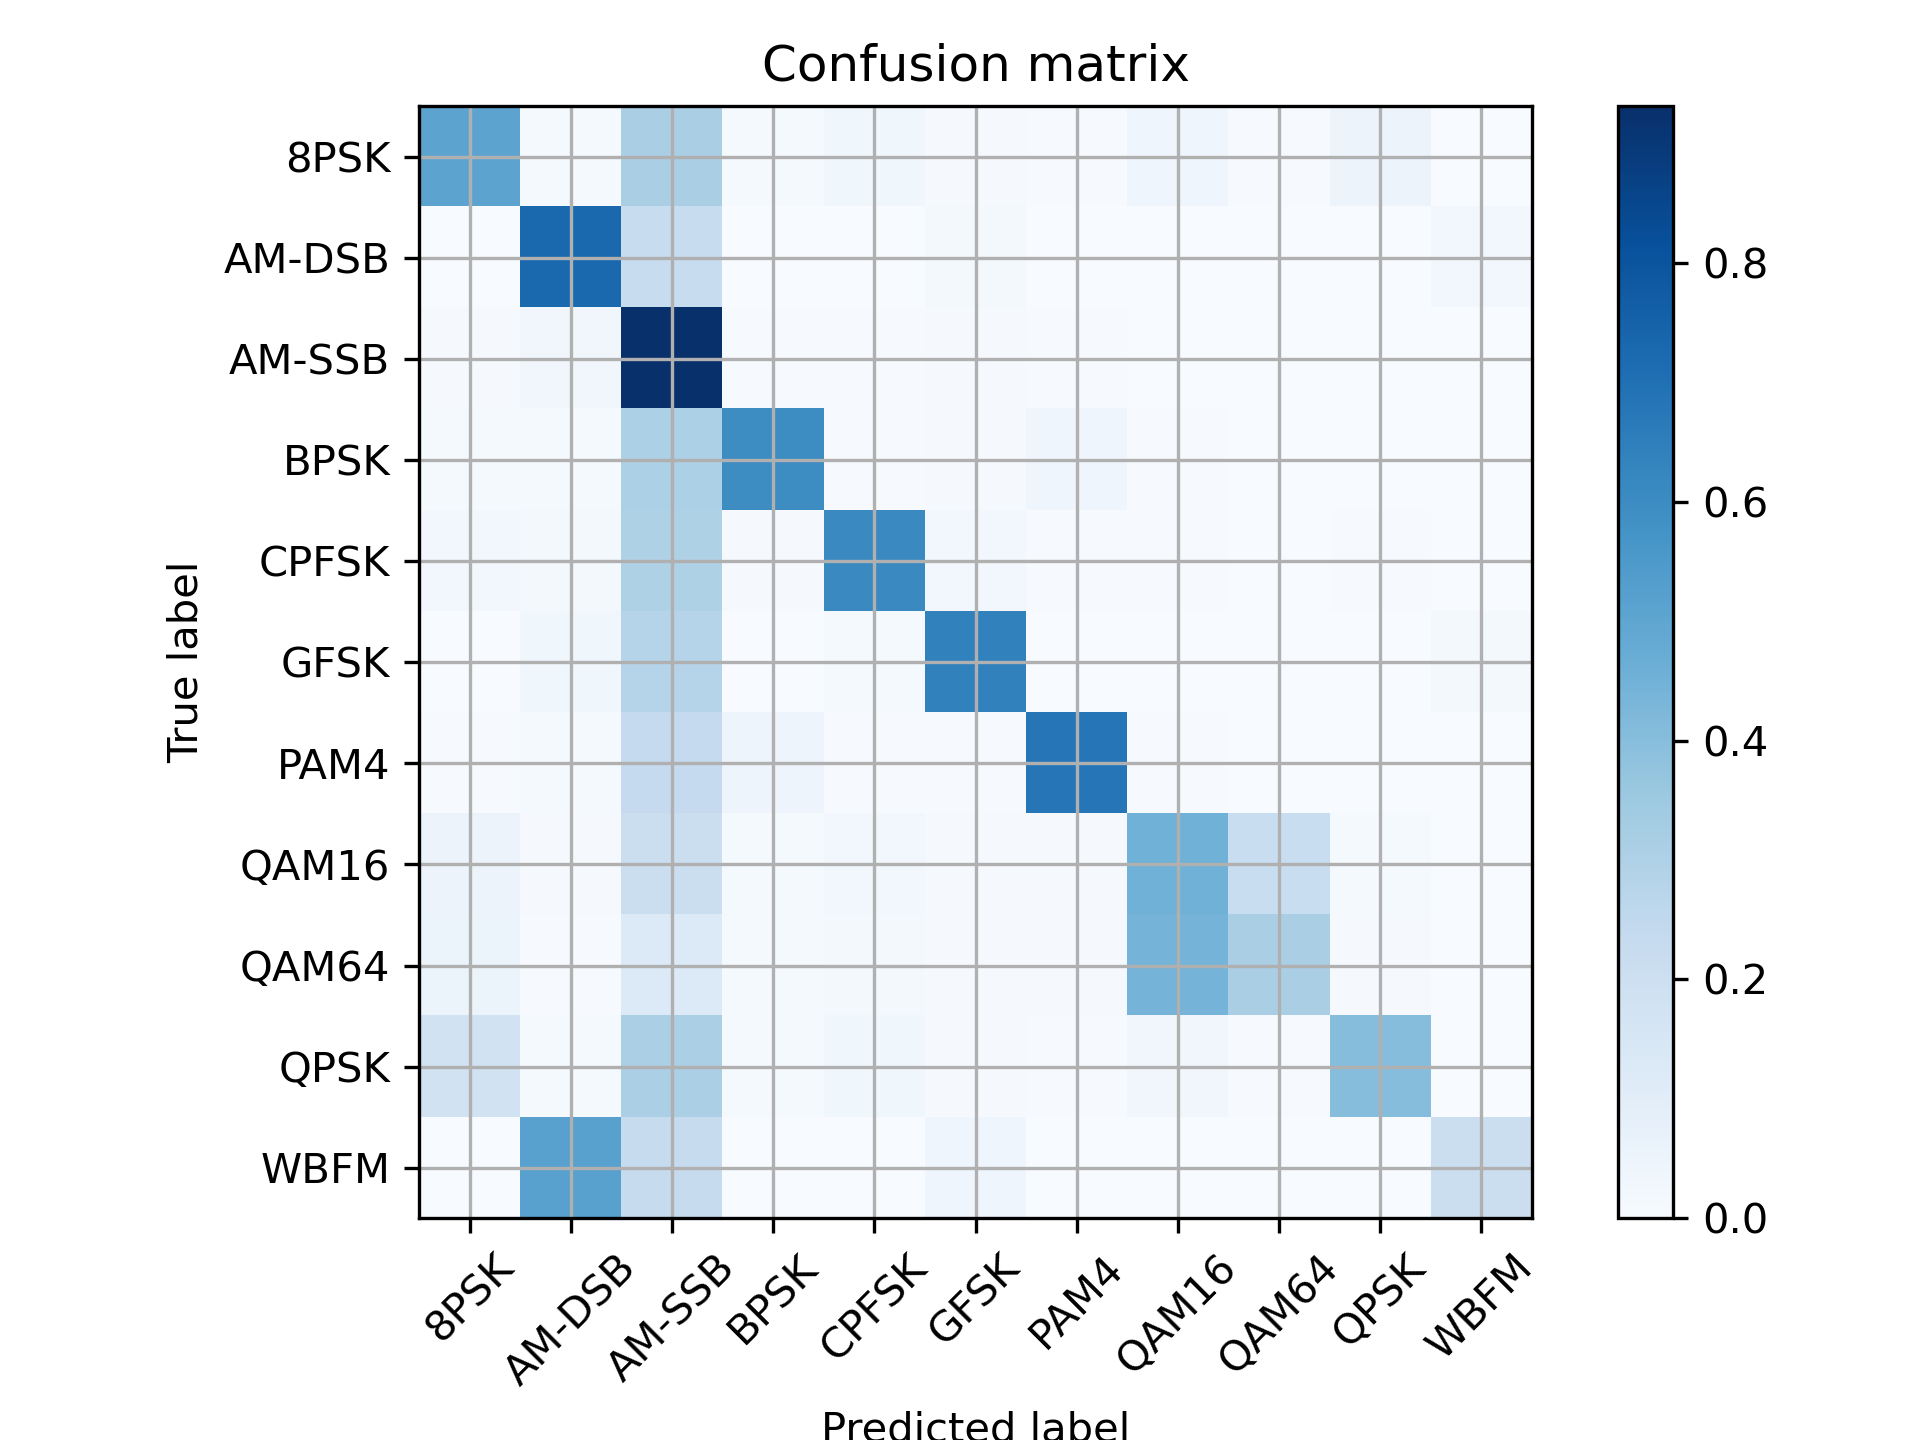 Confusion matrix
True label
8PSK
AM-DSB
AM-SSB
BPSK
CPFSK
GFSK
PAM4
QAM16
QAM64
QPSK
WBFM
8PSK
AM-DSB
AM-SSB
BPSK
CPFSK
GFSK
PAM4
QAM16
QAM64
QPSK
WBFM
Predicted label
0.8
0.6
0.4
0.2
0.0